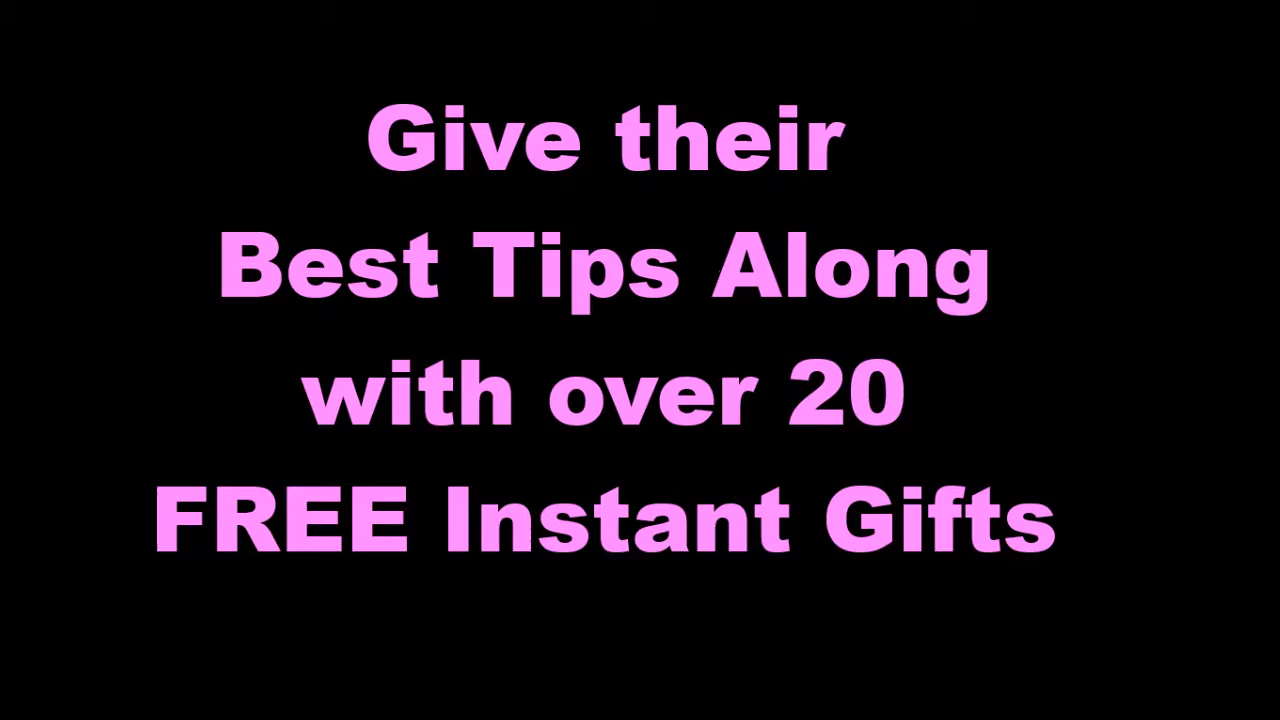 Give their
Best Tips Along
with over 20
FREE Instant Gifts